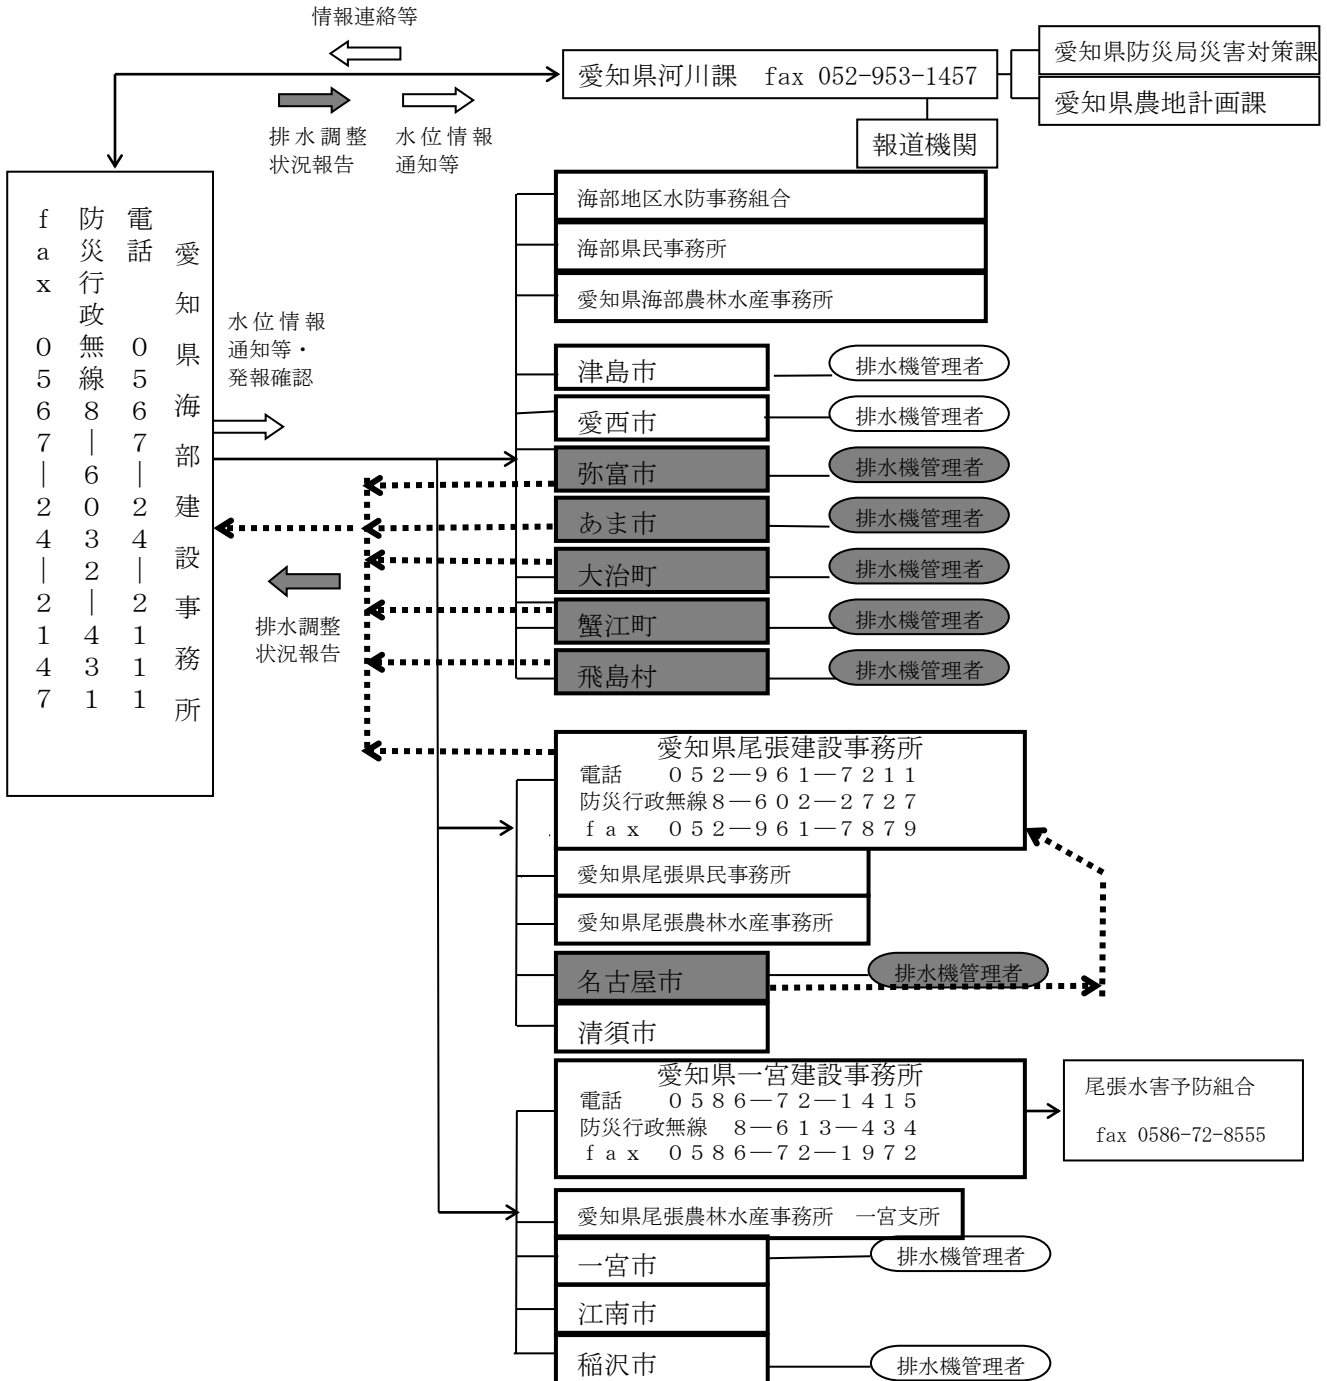 情報連絡等
愛知県河川課　fax 052-953-1457
愛知県防災局災害対策課
愛知県農地計画課
報道機関
排水調整
状況報告
水位情報
通知等
愛知県海部建設事務所
電話　　０５６７―２４―２１１１
防災行政無線８―６０３２―４３１
ｆａｘ　０５６７―２４―２１４７
水位情報
通知等・
発報確認
排水調整
状況報告
海部地区水防事務組合
海部県民事務所
愛知県海部農林水産事務所
津島市
排水機管理者
愛西市
排水機管理者
弥富市
排水機管理者
あま市
排水機管理者
大治町
排水機管理者
蟹江町
排水機管理者
飛島村
排水機管理者
愛知県尾張建設事務所
電話　　０５２―９６１―７２１１
防災行政無線８―６０２―２７２７
ｆａｘ　０５２―９６１―７８７９
愛知県尾張県民事務所
愛知県尾張農林水産事務所
名古屋市
排水機管理者
清須市
愛知県一宮建設事務所
電話　　０５８６―７２―１４１５
防災行政無線　８―６１３―４３４
ｆａｘ　０５８６―７２―１９７２
尾張水害予防組合
fax 0586-72-8555
愛知県尾張農林水産事務所　一宮支所
一宮市
排水機管理者
江南市
稲沢市
排水機管理者